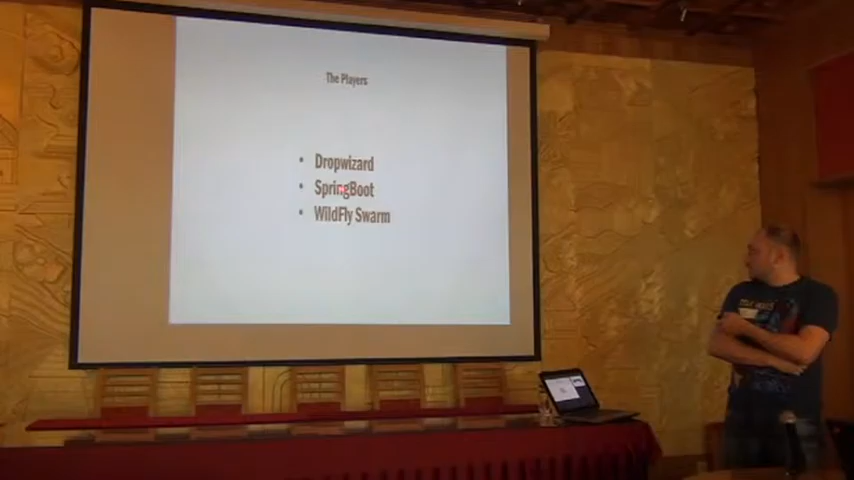 The Players
• Dropwizard
• SpringBoot
• WildFly Swarm